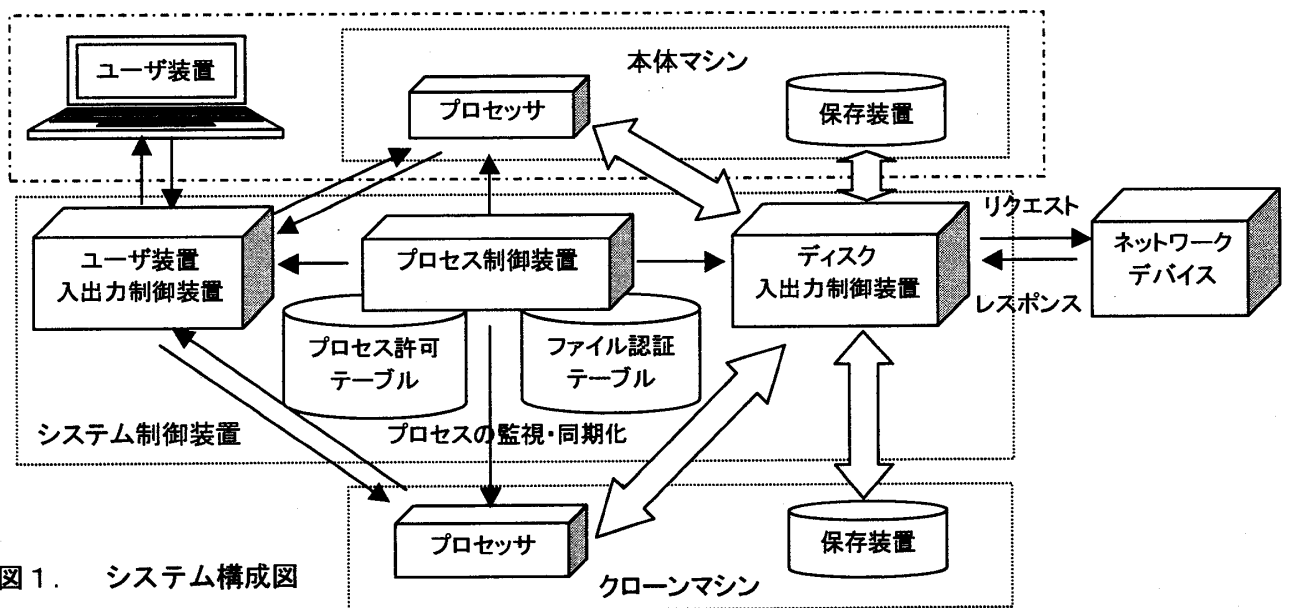 本体マシン
ユーザ装置
プロセッサ
保存装置
リクエスト
ユーザ装置
入出力制御装置
プロセス制御装置
ディスク
入出力制御装置
ネットワーク
デバイス
レスポンス
プロセス許可
テーブル
ファイル認証
テーブル
システム制御装置
プロセスの監視・同期化
プロセッサ
保存装置
クローンマシン
図1. システム構成図